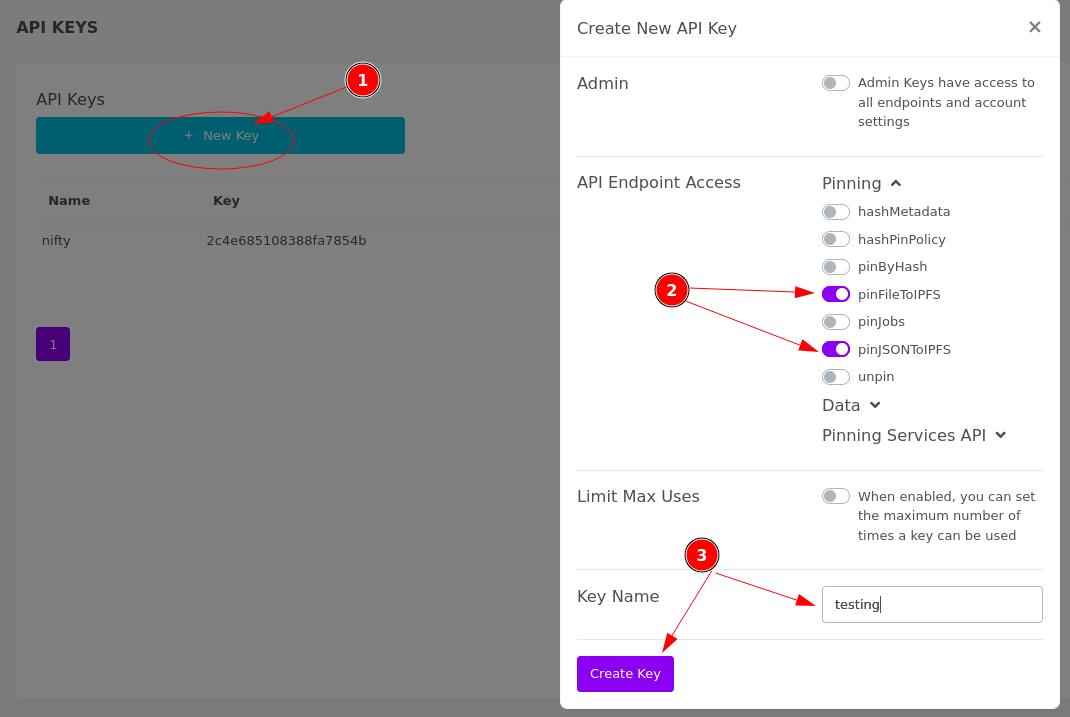 API KEYS
API Keys
1
+ New Key
Name Key
nifty 2c4e685108388fa7854b
1
Create New API Key ×
Admin
Admin Keys have access to
all endpoints and account
settings
API Endpoint Access
Pinning
hashMetadata
hashPinPolicy
pinByHash
2
pinFileToIPFS
pinJobs
pinJSONToIPFS
unpin
Data
Pinning Services API
Limit Max Uses
When enabled, you can set
the maximum number of
times a key can be used
3
Key Name
testing
Create Key